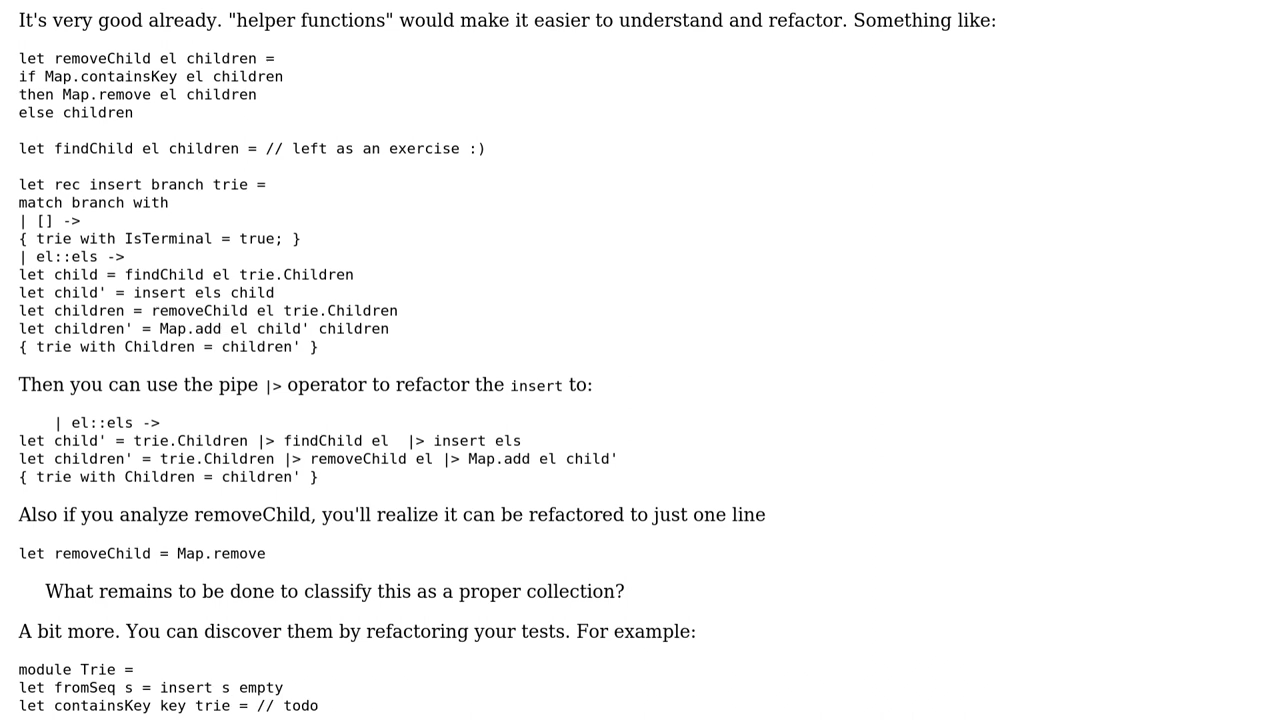 It's very good already. "helper functions" would make it easier to understand and refactor. Something like:
let removeChild el children =
if Map.containsKey el children
then Map.remove el children
else children
let findChild el children = // left as an exercise :)
let rec insert branch trie =
match branch with
| [] ->
{ trie with IsTerminal = true; }
| el::els ->
let child = findChild el trie.Children
let child' = insert els child
let children = removeChild el trie.Children
let children' = Map.add el child' children
{ trie with Children = children' }
Then you can use the pipe |> operator to refactor the insert to:
    | el::els ->
let child' = trie.Children |> findChild el  |> insert els
let children' = trie.Children |> removeChild el |> Map.add el child'
{ trie with Children = children' }
Also if you analyze removeChild, you'll realize it can be refactored to just one line
let removeChild = Map.remove
What remains to be done to classify this as a proper collection?
A bit more. You can discover them by refactoring your tests. For example:
module Trie =
let fromSeq s = insert s empty
let containsKey key trie = // todo